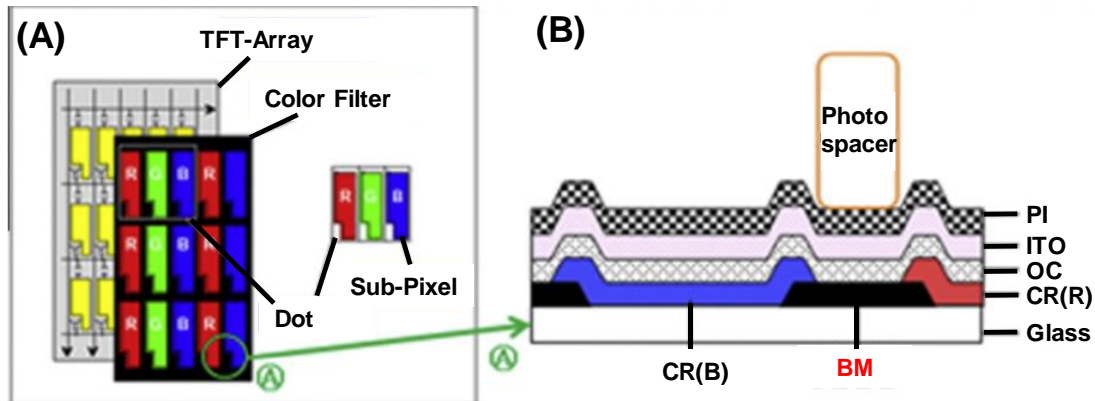 (A)
TFT-Array
Color Filter
R G B R
R G B
R G B R
R G B R
Sub-Pixel
Dot
A
(B)
Photo
spacer
PI
ITO
OC
CR(R)
Glass
A
CR(B)
BM